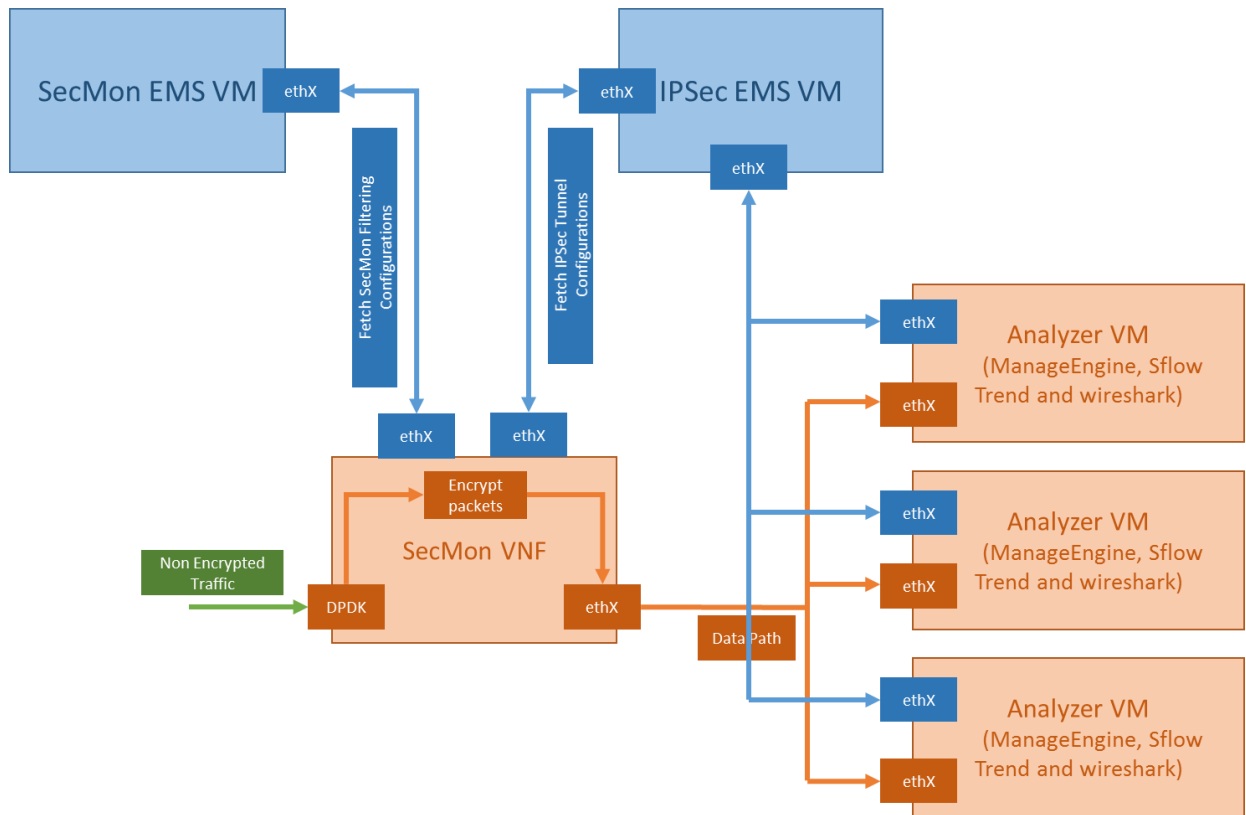 SecMon EMS VM
ethX
ethX
IPSec EMS VM
ethX
Fetch SecMon Filtering
Configurations
Fetch IPSec Tunnel
Configurations
ethX
ethX
Encrypt
packets
SecMon VNF
Non Encrypted
Traffic
DPDK
ethX
Data Path
ethX
ethX
Analyzer VM
(ManageEngine, Sflow
Trend and wireshark)
ethX
ethX
Analyzer VM
(ManageEngine, Sflow
Trend and wireshark)
ethX
ethX
Analyzer VM
(ManageEngine, Sflow
Trend and wireshark)